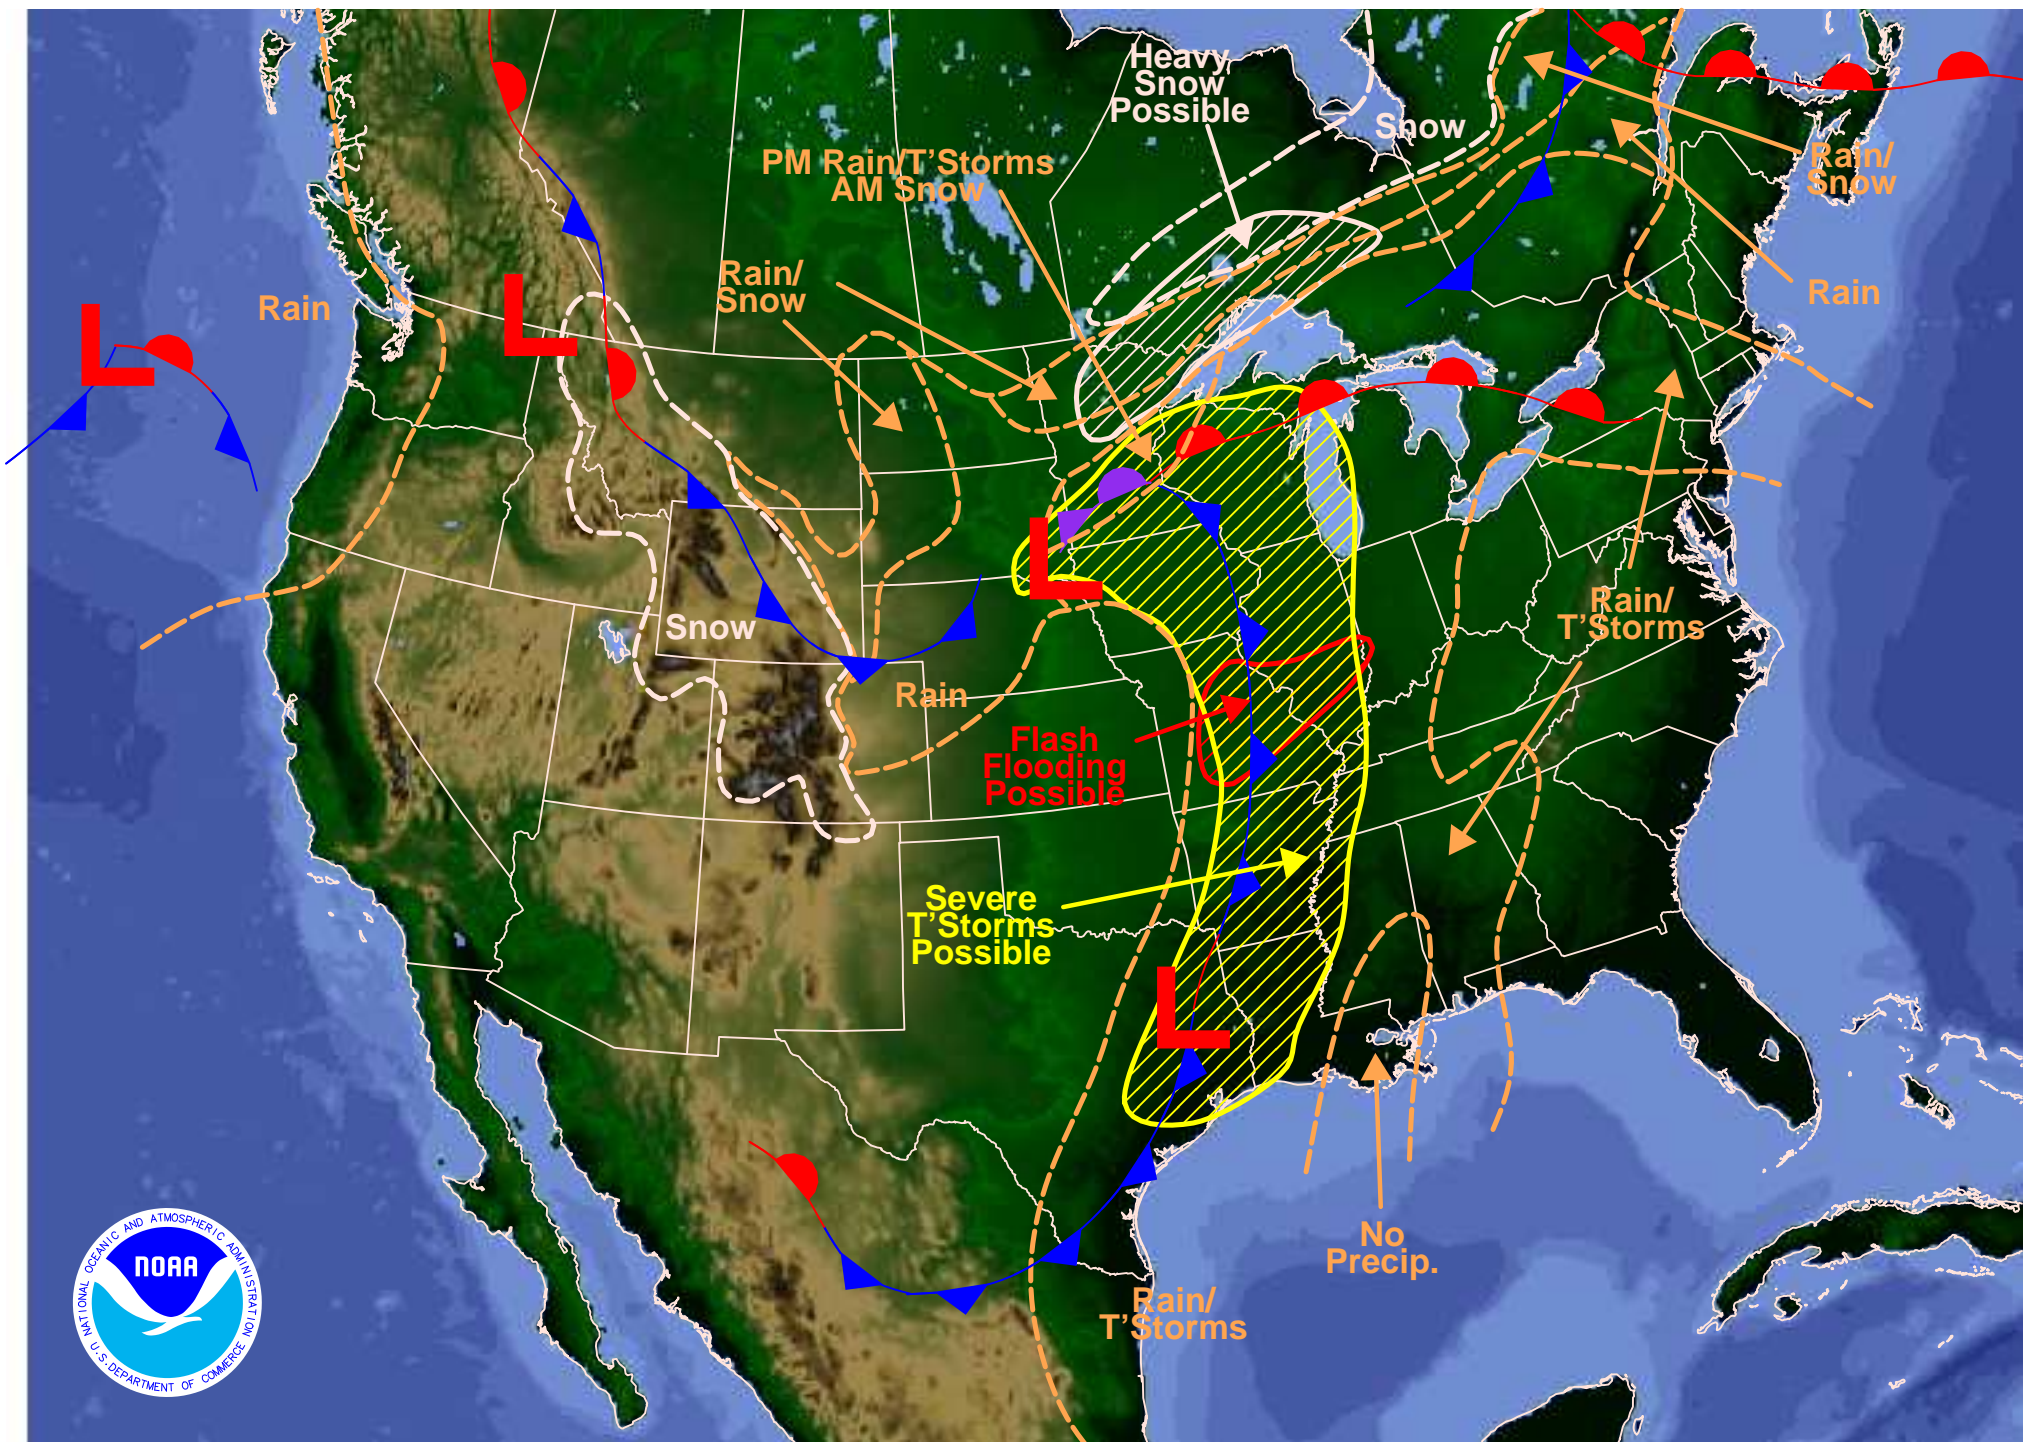 Heavy
Snow
Possible
Snow
PM Rain/T'Storms
AM Snow
Rain/
Snow
Rain/
Snow
Rain
Rain
L
L
L
Rain/
T'Storms
Snow
Rain
Flash
Flooding
Possible
Severe
T'Storms
Possible
L
No
Precip.
Rain/
T'Storms
NATIONAL OCEANIC AND ATMOSPHERIC ADMINISTRATION
NOAA
U.S. DEPARTMENT OF COMMERCE